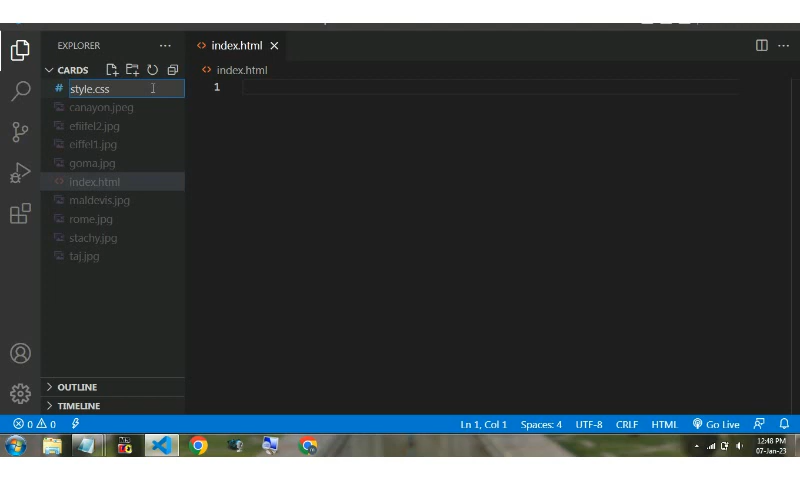 EXPLORER
index.html
CARDS
index.html
style.css
1
canayon.jpeg
efiifel2.jpg
eiffel1.jpg
goma.jpg
index.html
maldevis.jpg
rome.jpg
stachy.jpg
taj.jpg
OUTLINE
TIMELINE
0 0 Ln 1, Col 1 Spaces: 4 UTF-8 CRLF HTML Go Live
12:48 PM
07-Jan-23